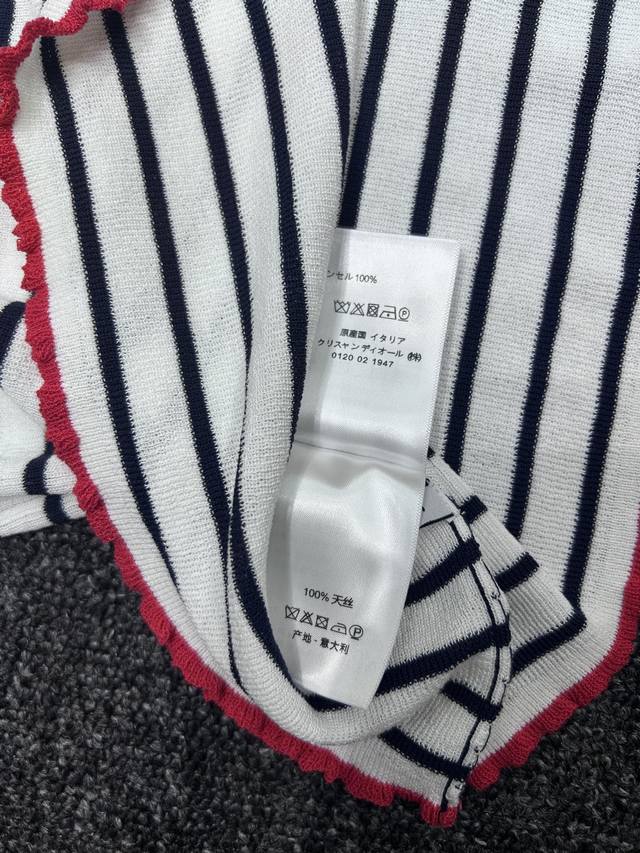 ンセル100%
原産国 イタリア
クリスャンディオール ㈱
0120 02 1947
100% 天丝
产地 - 意大利